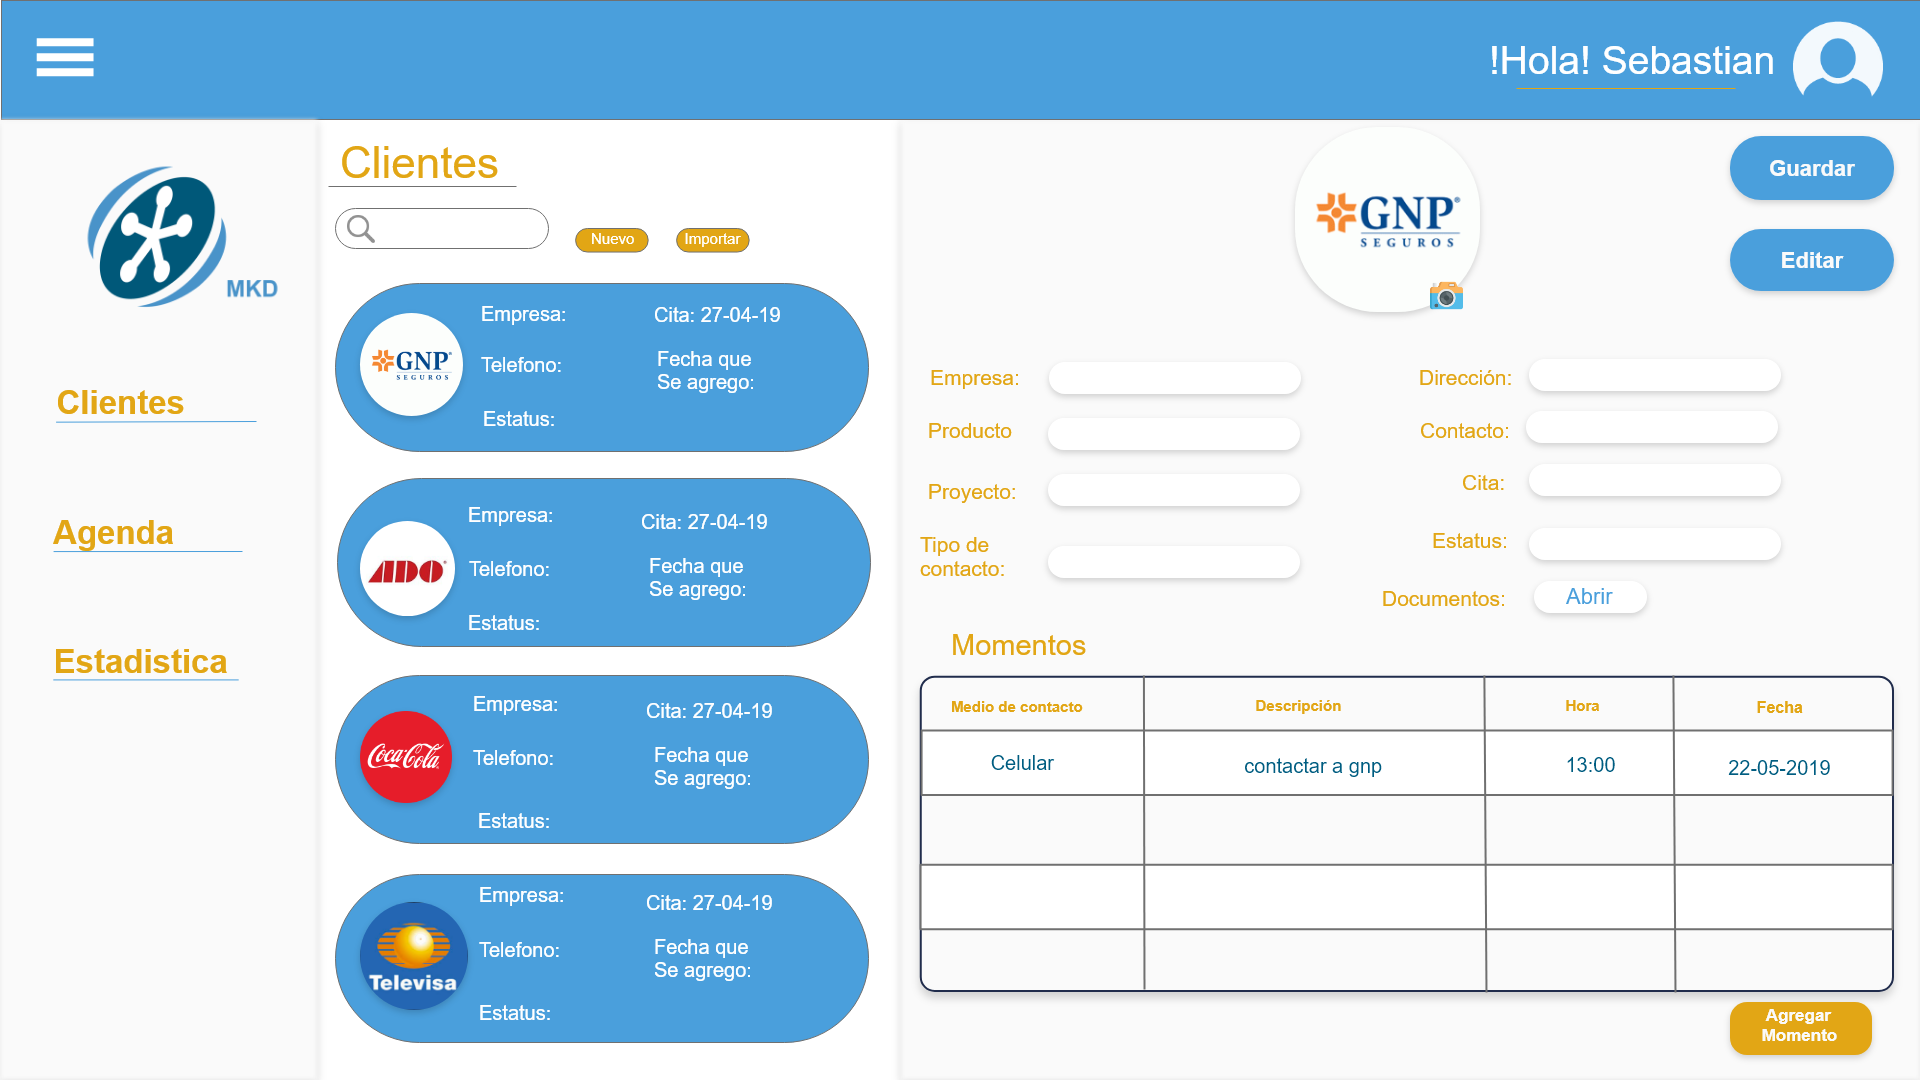 !Hola! Sebastian
MKD
Clientes
Agenda
Estadistica
Clientes
Nuevo
Importar
GNP
SEGUROS
Empresa:
Cita: 27-04-19
Telefono:
Fecha que
Se agrego:
Estatus:
ADO
Empresa:
Cita: 27-04-19
Telefono:
Fecha que
Se agrego:
Estatus:
Coca-Cola
Empresa:
Cita: 27-04-19
Telefono:
Fecha que
Se agrego:
Estatus:
Televisa
Empresa:
Cita: 27-04-19
Telefono:
Fecha que
Se agrego:
Estatus:
GNP®
SEGUROS
Guardar
Editar
Empresa:
Dirección:
Producto
Contacto:
Proyecto:
Cita:
Tipo de
contacto:
Estatus:
Documentos:
Abrir
Momentos
Medio de contacto
Descripción
Hora
Fecha
Celular
contactar a gnp
13:00
22-05-2019
Agregar
Momento